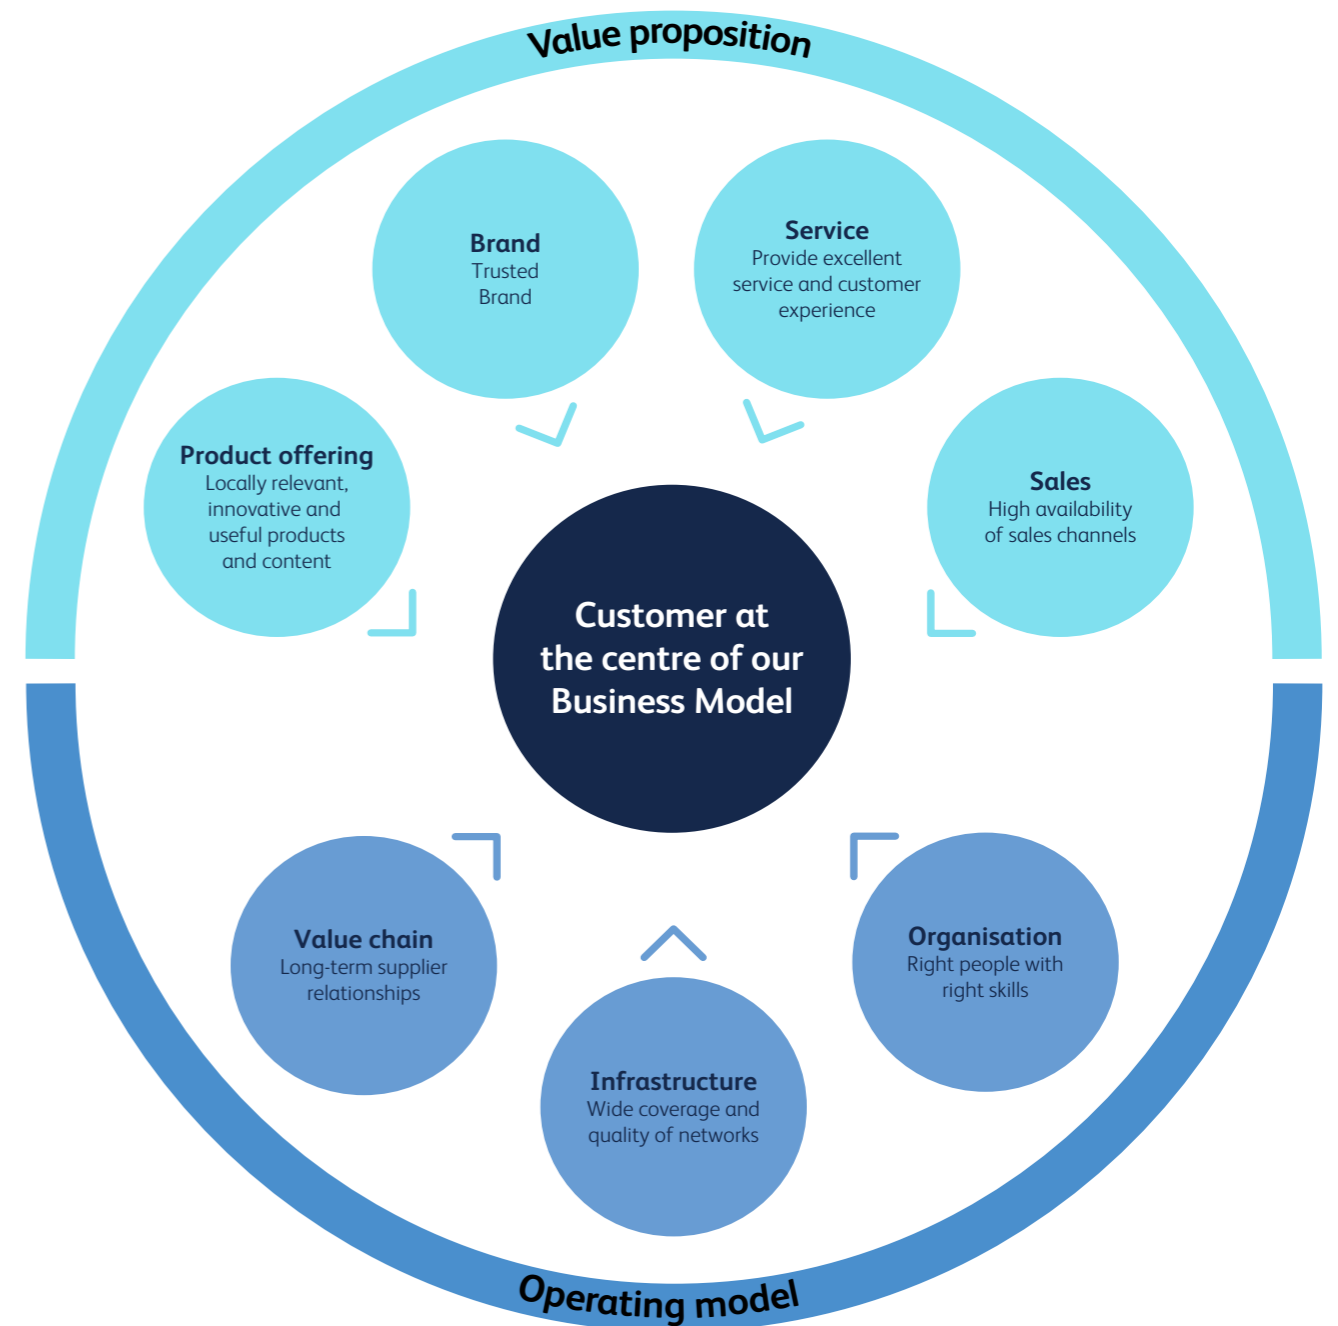 Value proposition
Brand
Trusted
Brand
Service
Provide excellent
service and customer
experience
Product offering
Locally relevant,
innovative and
useful products
and content
Sales
High availability
of sales channels
Customer at
the centre of our
Business Model
Value chain
Long-term supplier
relationships
Organisation
Right people with
right skills
Infrastructure
Wide coverage and
quality of networks
Operating model